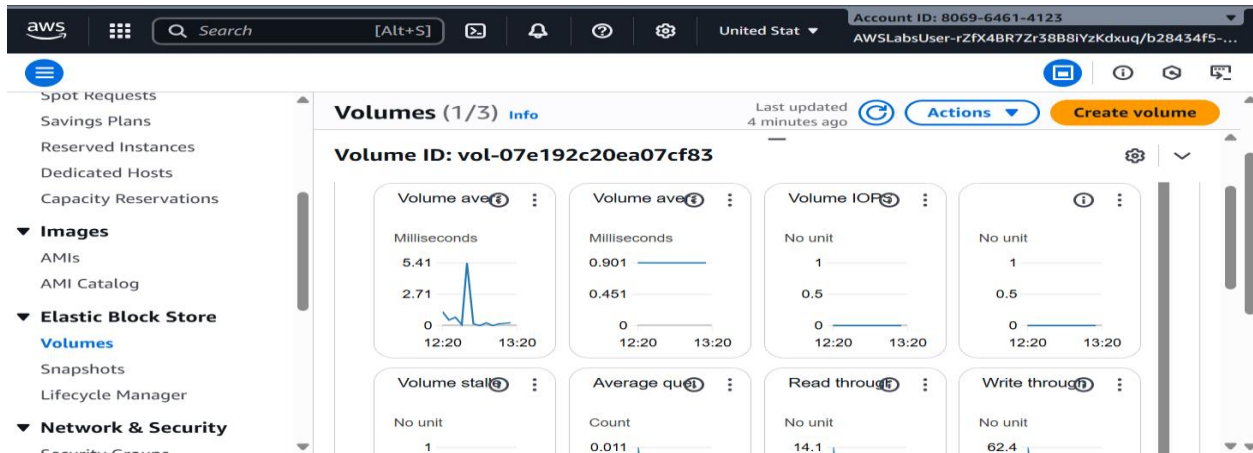 aws
Search [Alt+S]
United Stat
Account ID: 8069-6461-4123
AWSLabsUser-rZfX4BR7Zr38B8iYzKdxuq/b28434f5-...
Spot Requests
Savings Plans
Reserved Instances
Dedicated Hosts
Capacity Reservations
Images
AMIs
AMI Catalog
Elastic Block Store
Volumes
Snapshots
Lifecycle Manager
Network & Security
Volumes (1/3) Info
Last updated
4 minutes ago
Actions
Create volume
Volume ID: vol-07e192c20ea07cf83
Volume avera
Milliseconds
5.41
2.71
0
12:20 13:20
Volume avera
Milliseconds
0.901
0.451
0
12:20 13:20
Volume IOPS
No unit
1
0.5
0
12:20 13:20
No unit
1
0.5
0
12:20 13:20
Volume stalle
No unit
1
Average que
Count
0.011
Read through
No unit
14.1
Write through
No unit
62.4